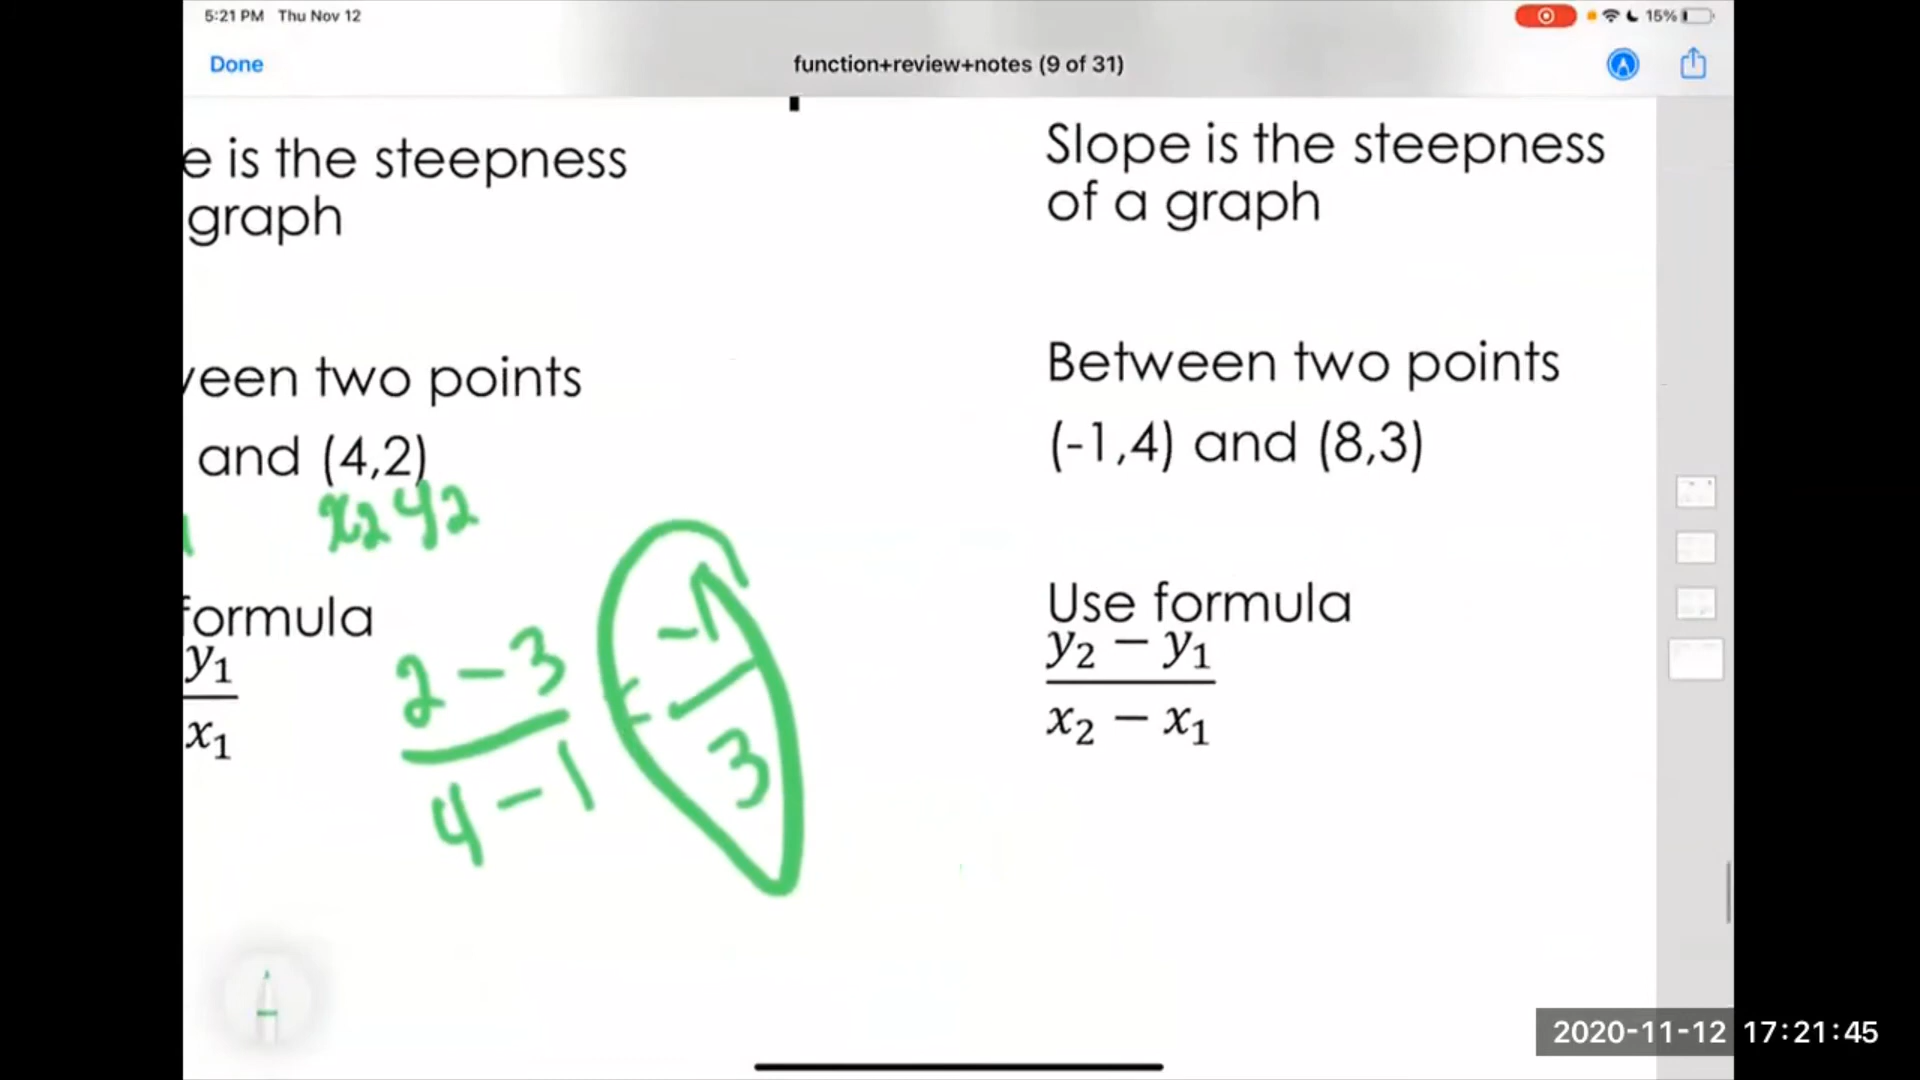 5:21 PM Thu Nov 12
15%
Done
function+review+notes (9 of 31)
e is the steepness
graph
veen two points
and (4,2)
x2 y2
formula
y₁
x₁
2 - 3
4 - 1
= -1
3
Slope is the steepness
of a graph
Between two points
(-1,4) and (8,3)
Use formula
y₂ − y₁
x₂ − x₁
2020-11-12 17:21:45